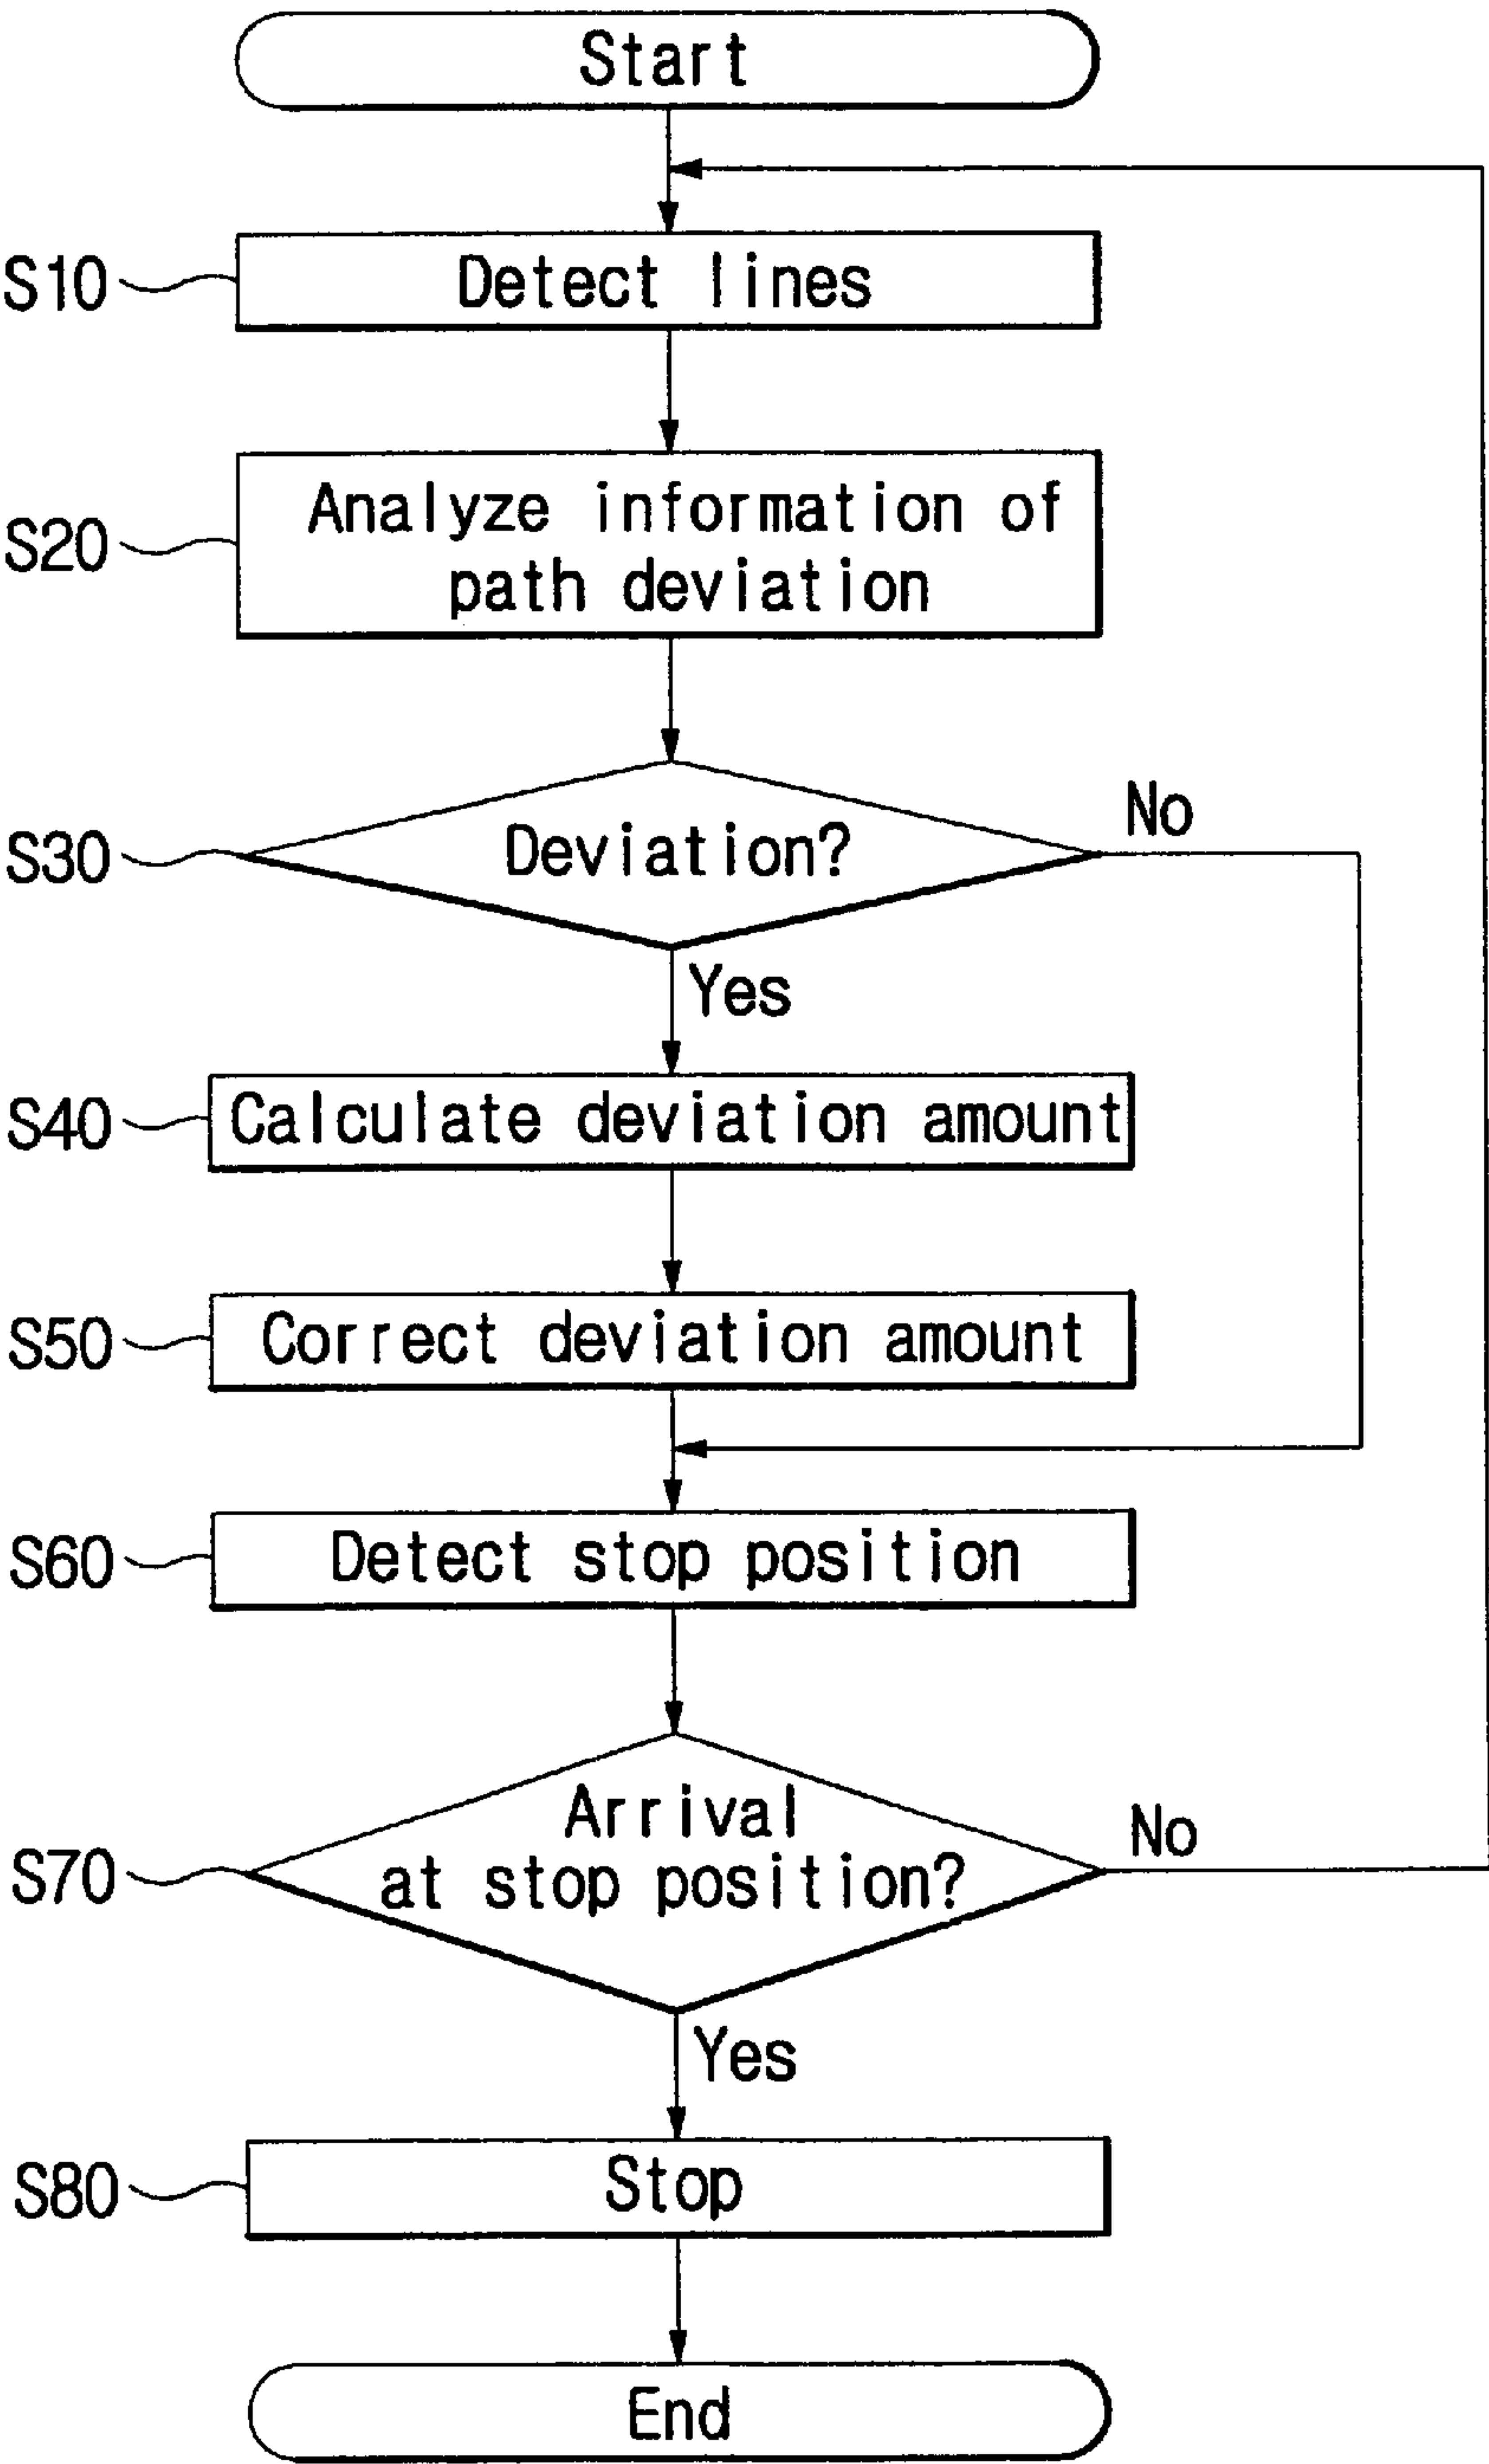 Start
S10
Detect lines
S20
Analyze information of
path deviation
S30
Deviation?
No
Yes
S40
Calculate deviation amount
S50
Correct deviation amount
S60
Detect stop position
S70
Arrival
at stop position?
No
Yes
S80
Stop
End